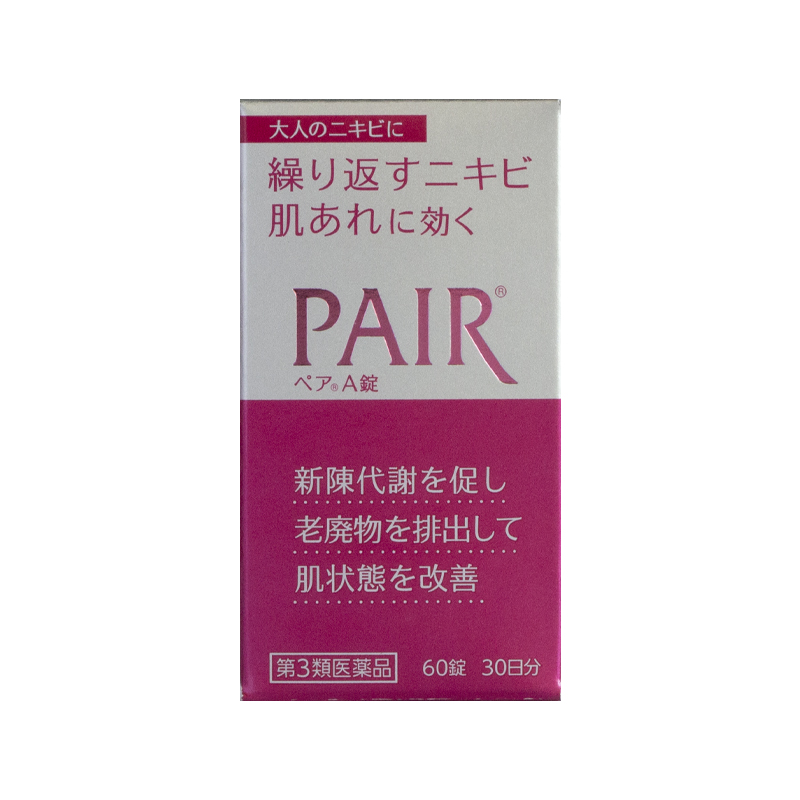 大人のニキビに
繰り返すニキビ
肌あれに効く
PAIR®
ペア®A錠
新陳代謝を促し
老廃物を排出して
肌状態を改善
第3類医薬品 60錠 30日分